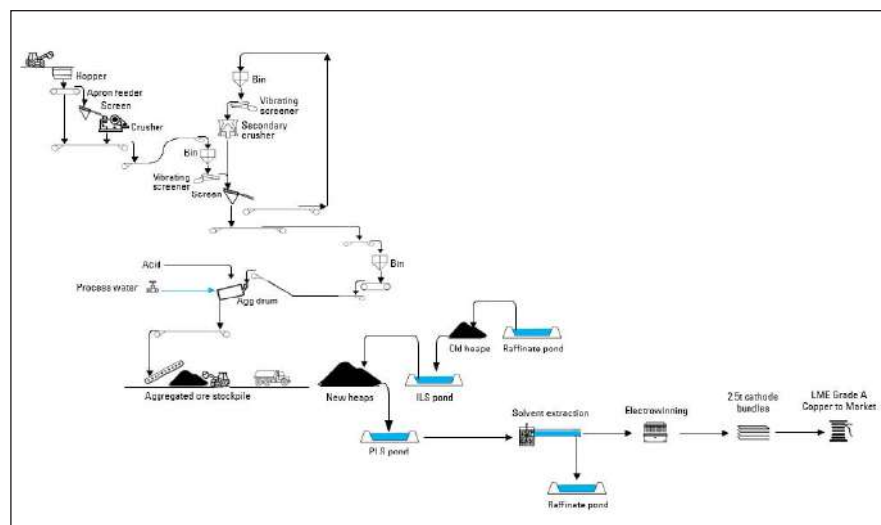 Hopper
Apron feeder
Screen
Crusher
Bin
Vibrating
screener
Secondary
crusher
Bin
Vibrating
screener
Screen
Bin
Acid
Process water
Agg drum
Aggregated ore stockpile
Old heaps
Raffinate pond
New heaps
ILS pond
PLS pond
Solvent extraction
Electrowinning
2.5t cathode
bundles
LME Grade A
Copper to Market
Raffinate pond